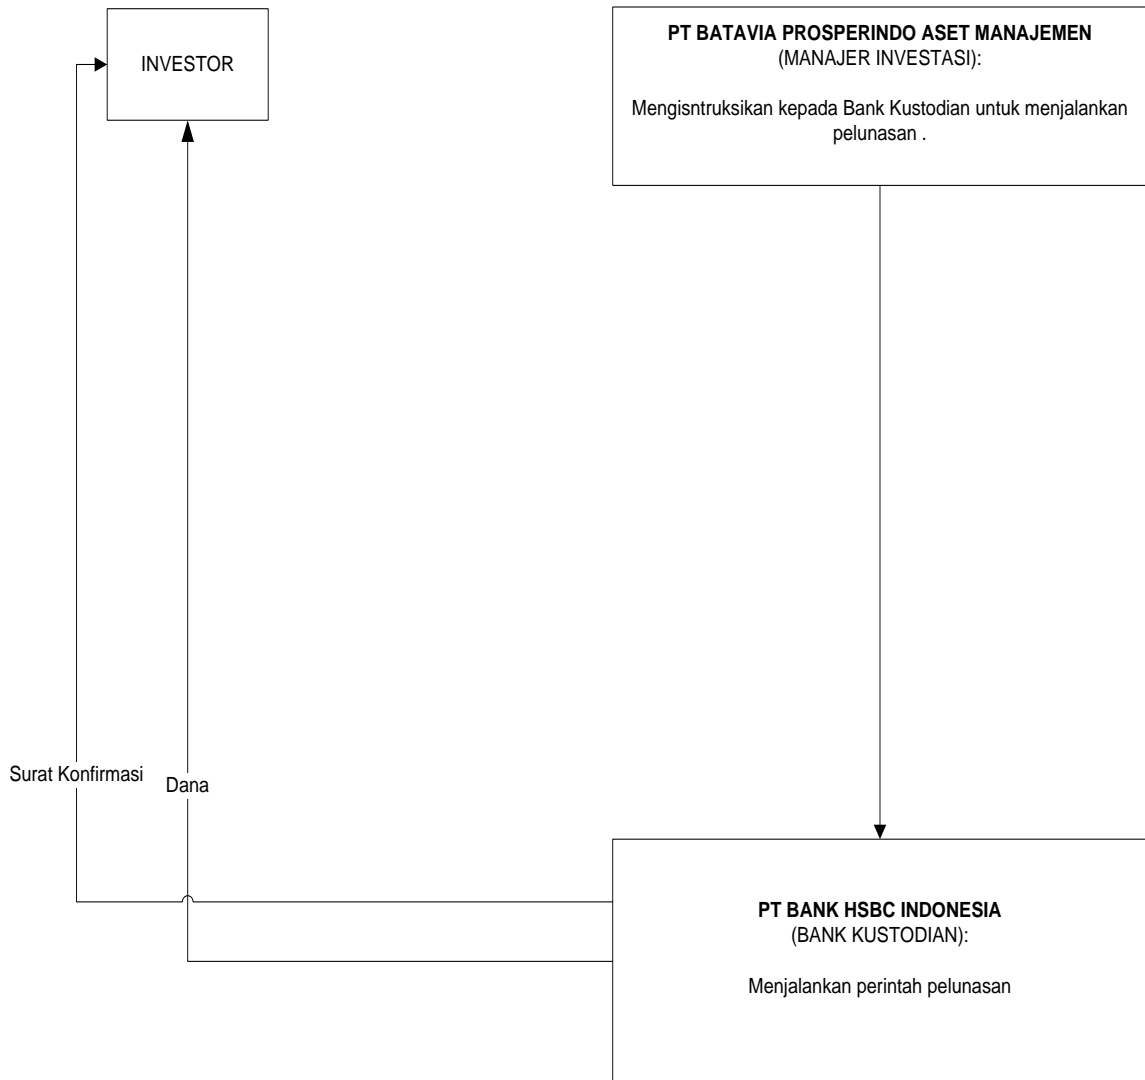 INVESTOR
PT BATAVIA PROSPERINDO ASET MANAJEMEN
(MANAJER INVESTASI):
Mengisntruksikan kepada Bank Kustodian untuk menjalankan
pelunasan .
Surat Konfirmasi
Dana
PT BANK HSBC INDONESIA
(BANK KUSTODIAN):
Menjalankan perintah pelunasan